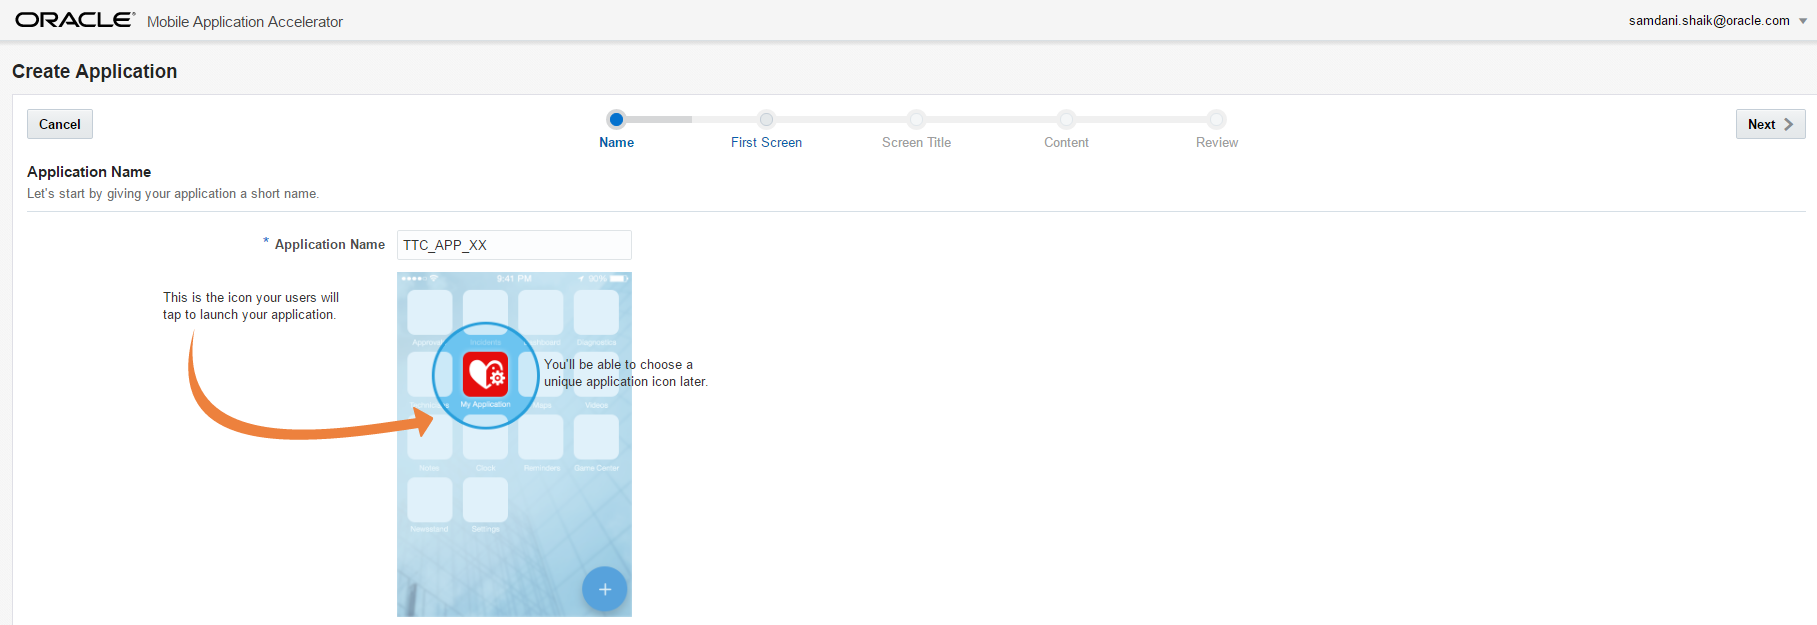 ORACLE® Mobile Application Accelerator
samdani.shaik@oracle.com
Create Application
Cancel
Name
First Screen
Screen Title
Content
Review
Next
Application Name
Let's start by giving your application a short name.
* Application Name
TTC_APP_XX
9:41 PM
90%
This is the icon your users will
tap to launch your application.
Incidents
Diagnostics
You'll be able to choose a
unique application icon later.
My Application
Maps
Videos
Notes
Clock
Reminders
Game Center
Newsstand
Settings